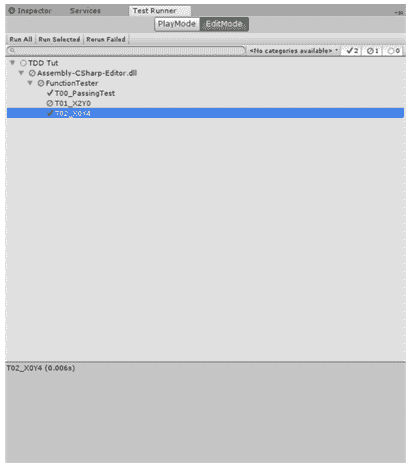 Inspector Services Test Runner
PlayMode EditMode
Run All Run Selected Rerun Failed
<No categories available> 2 1 0
TDD Tut
Assembly-CSharp-Editor.dll
FunctionTester
T00_PassingTest
T01_X2Y0
T02_X0Y4
T02_X0Y4 (0.006s)